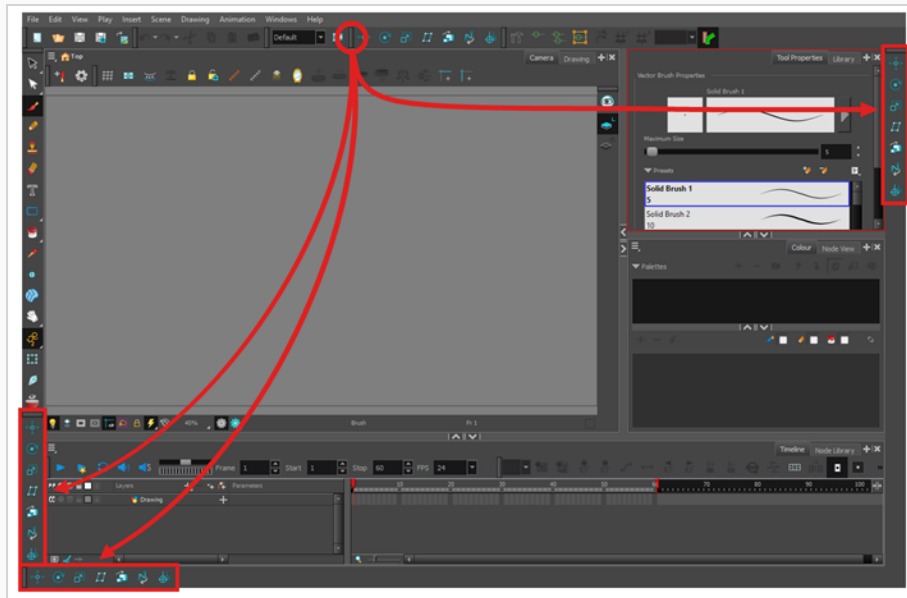 File Edit View Play Insert Scene Drawing Animation Windows Help
Default
Top
Camera Drawing
Tool Properties Library
Vector Brush Properties
Solid Brush 1
Maximum Size
5
Presets
Solid Brush 1
5
Solid Brush 2
10
Colour Node View
Palettes
40% Brush Fr 1
Timeline Node Library
Frame 1 Start 1 Stop 60 FPS 24
Layers Parameters
10 20 30 40 50 60 70 80 90 100
Drawing